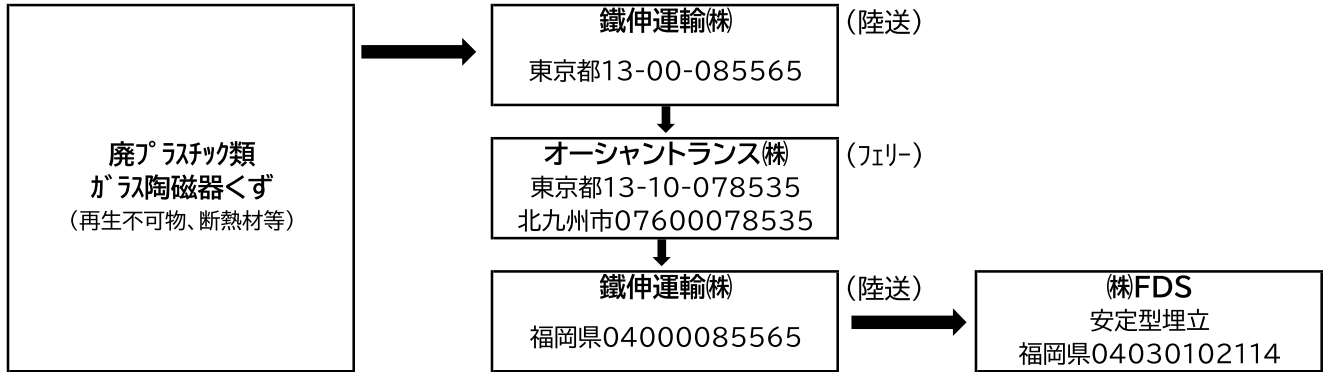 廃ﾌﾟﾗｽﾁｯｸ類
ｶﾞﾗｽ陶磁器くず
（再生不可物、断熱材等）
鐵伸運輸㈱
（陸送）
東京都13-00-085565
オーシャントランス㈱
（ﾌｪﾘｰ）
東京都13-10-078535
北九州市07600078535
鐵伸運輸㈱
（陸送）
福岡県04000085565
㈱FDS
安定型埋立
福岡県04030102114